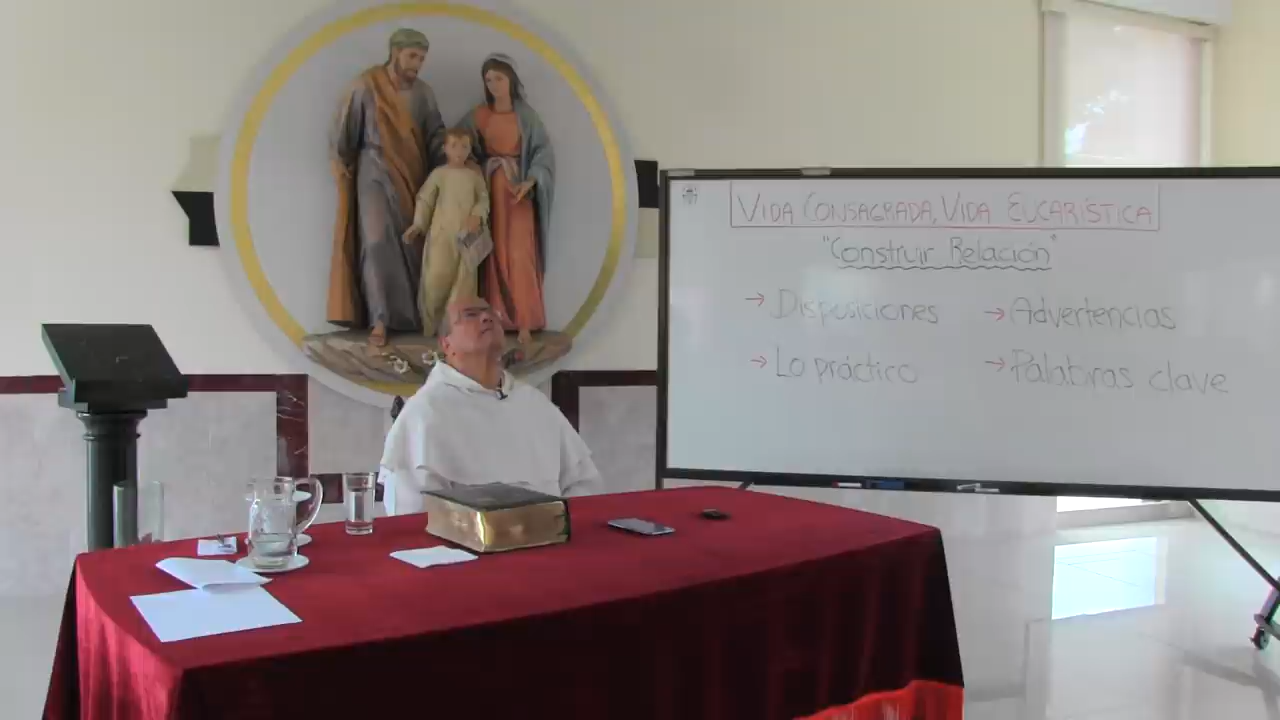 VIDA CONSAGRADA, VIDA EUCARÍSTICA
"Construir Relación"
→ Disposiciones → Advertencias
→ Lo práctico → Palabras clave